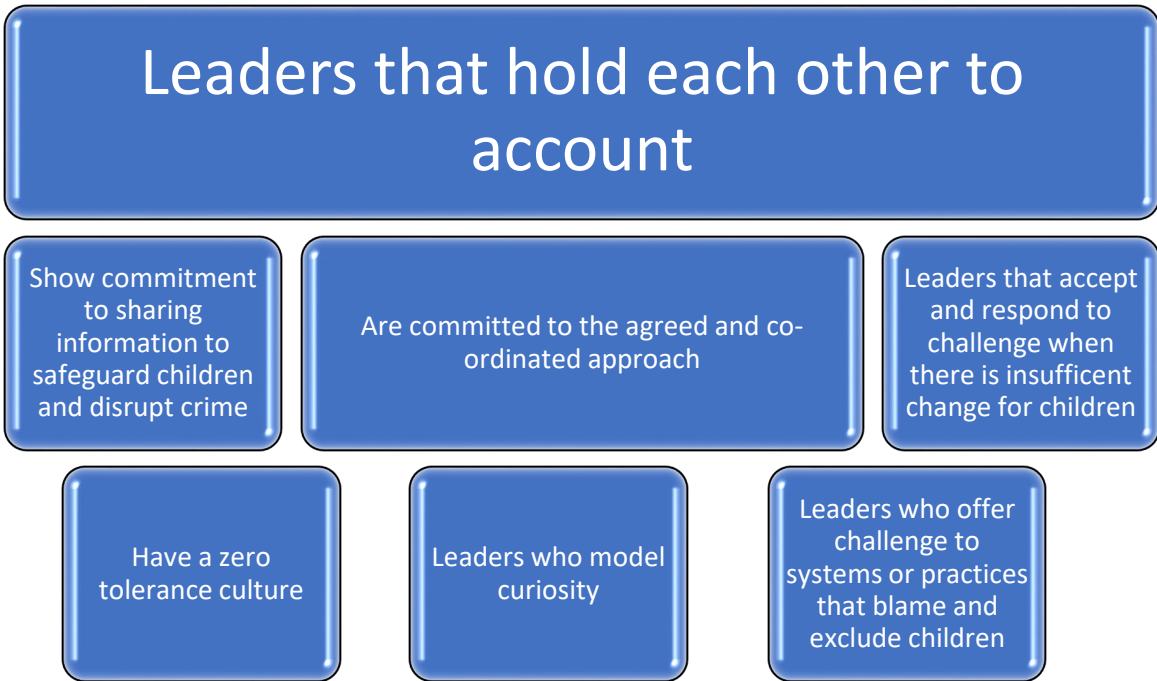 Leaders that hold each other to
account
Show commitment
to sharing
information to
safeguard children
and disrupt crime
Are committed to the agreed and co-
ordinated approach
Leaders that accept
and respond to
challenge when
there is insufficent
change for children
Have a zero
tolerance culture
Leaders who model
curiosity
Leaders who offer
challenge to
systems or practices
that blame and
exclude children